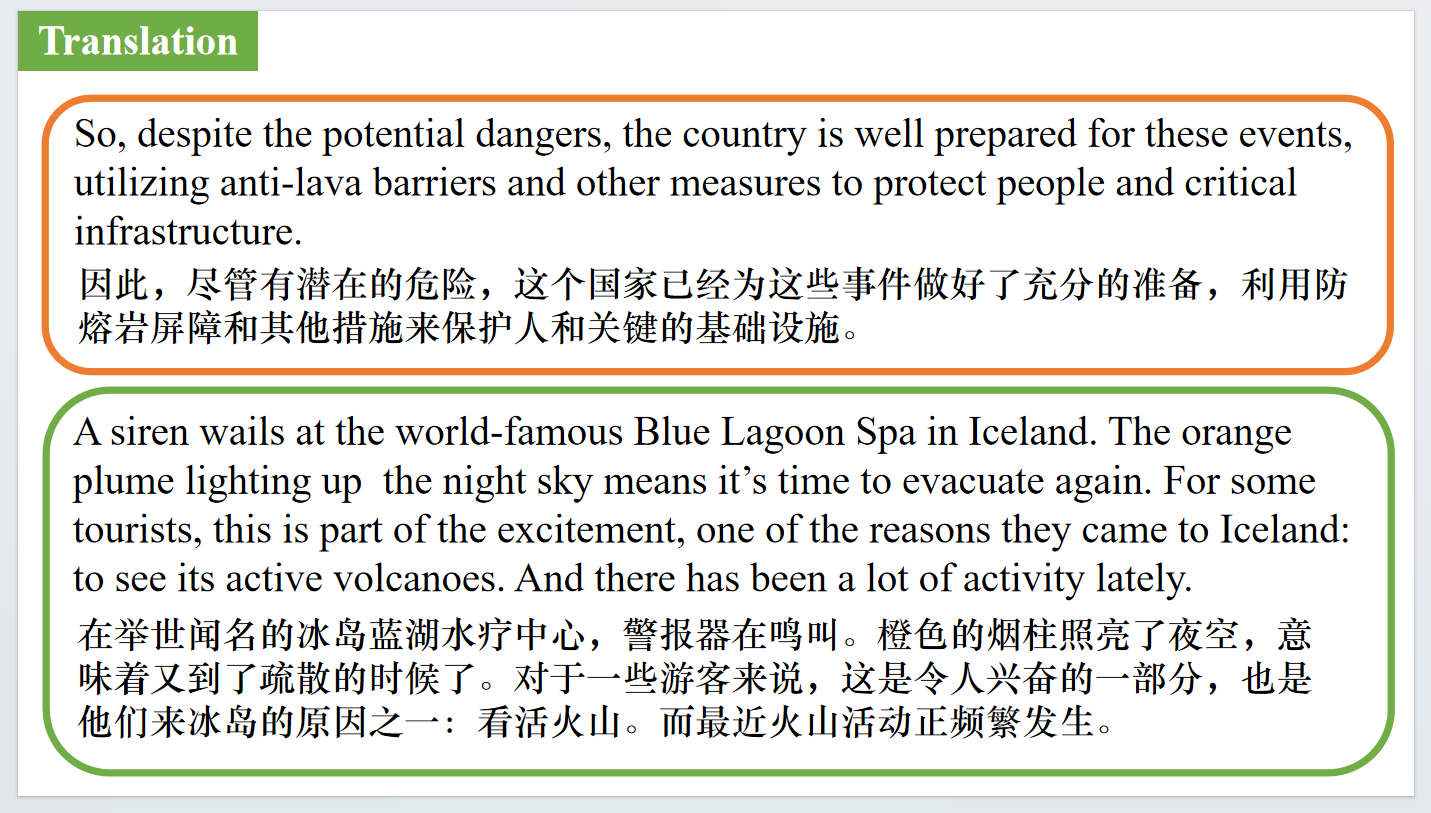 Translation
So, despite the potential dangers, the country is well prepared for these events,
utilizing anti-lava barriers and other measures to protect people and critical
infrastructure.
因此，尽管有潜在的危险，这个国家已经为这些事件做好了充分的准备，利用防
熔岩屏障和其他措施来保护人和关键的基础设施。
A siren wails at the world-famous Blue Lagoon Spa in Iceland. The orange
plume lighting up  the night sky means it’s time to evacuate again. For some
tourists, this is part of the excitement, one of the reasons they came to Iceland:
to see its active volcanoes. And there has been a lot of activity lately.
在举世闻名的冰岛蓝湖水疗中心，警报器在鸣叫。橙色的烟柱照亮了夜空，意
味着又到了疏散的时候了。对于一些游客来说，这是令人兴奋的一部分，也是
他们来冰岛的原因之一：看活火山。而最近火山活动正频繁发生。